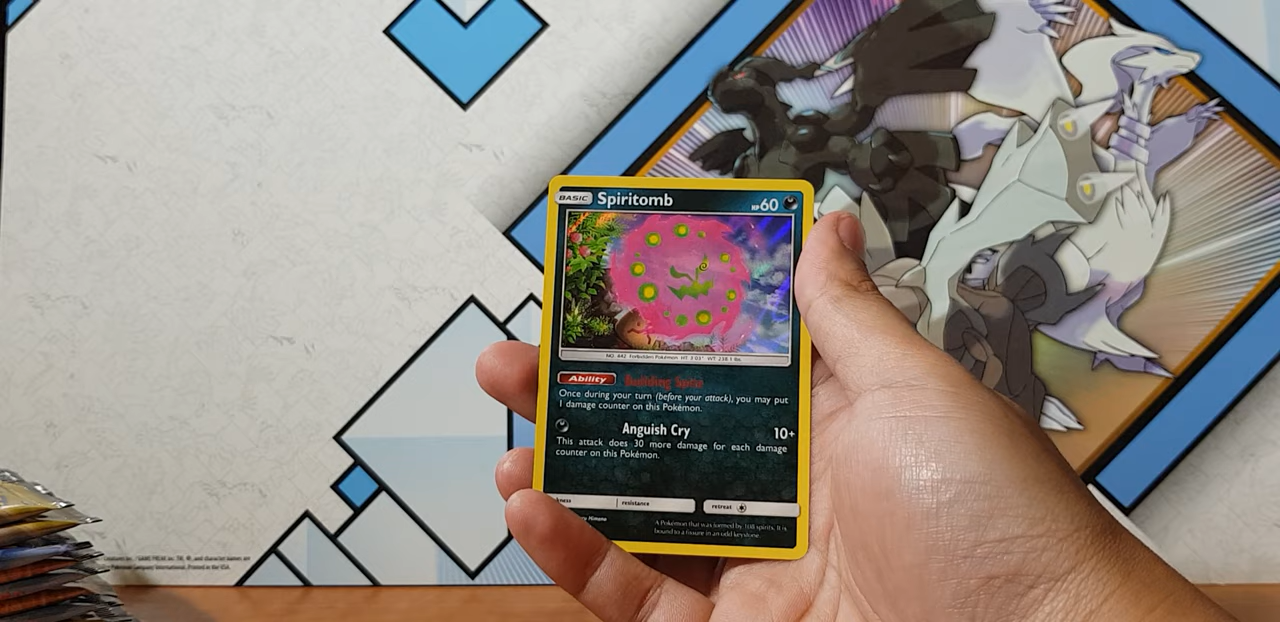 BASIC Spiritomb HP60
NO. 442 Forbidden Pokémon HT: 3'03" WT: 238.1 lbs.
Ability Building Spite
Once during your turn (before your attack), you may put
1 damage counter on this Pokémon.
Anguish Cry 10+
This attack does 30 more damage for each damage
counter on this Pokémon.
kness resistance retreat
A Pokémon that was formed by 108 spirits. It is
bound to a fissure in an odd keystone.
GAME FREAK inc. TM, ®, and character names are
Pokémon Company International. Printed in the USA.